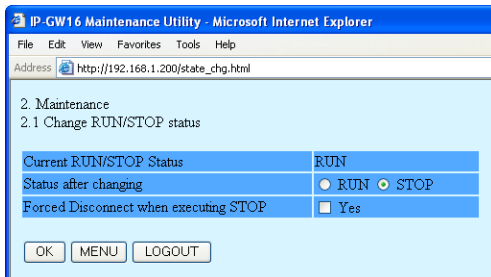 IP-GW16 Maintenance Utility - Microsoft Internet Explorer
File Edit View Favorites Tools Help
Address http://192.168.1.200/state_chg.html
2. Maintenance
2.1 Change RUN/STOP status
Current RUN/STOP Status RUN
Status after changing RUN STOP
Forced Disconnect when executing STOP Yes
OK MENU LOGOUT